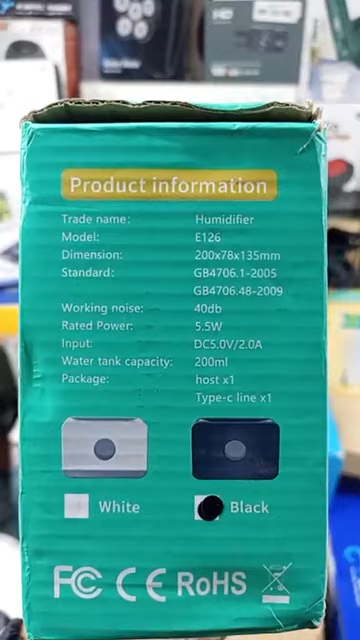 Product information
Trade name: Humidifier
Model: E126
Dimension: 200x78x135mm
Standard: GB4706.1-2005
GB4706.48-2009
Working noise: 40db
Rated Power: 5.5W
Input: DC5.0V/2.0A
Water tank capacity: 200ml
Package: host x1
Type-c line x1
White Black
FC CE RoHS